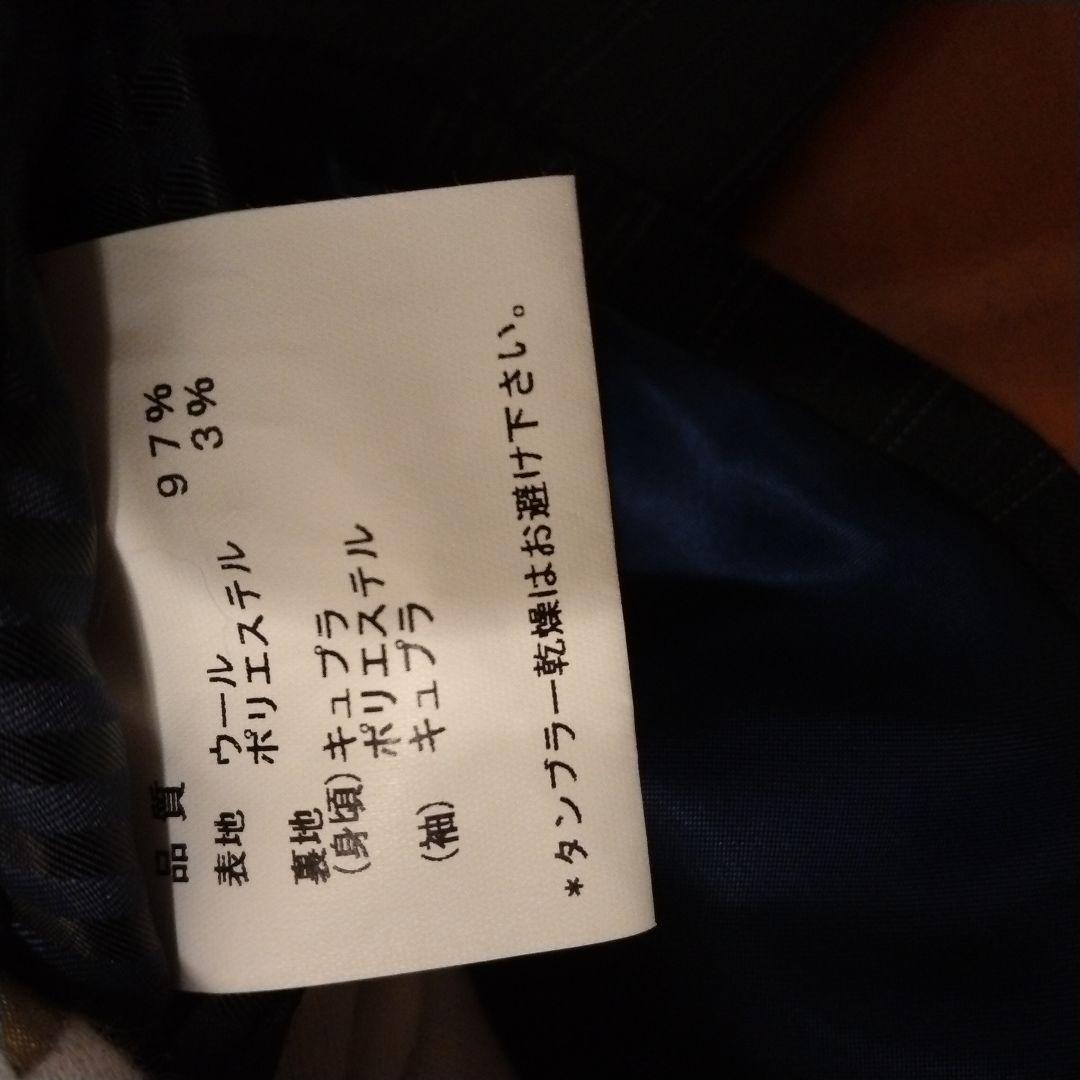 品質
表地 ウール 97%
ポリエステル 3%
裏地
(身頃) キュプラ
ポリエステル
(袖) キュプラ
*タンブラー乾燥はお避け下さい。